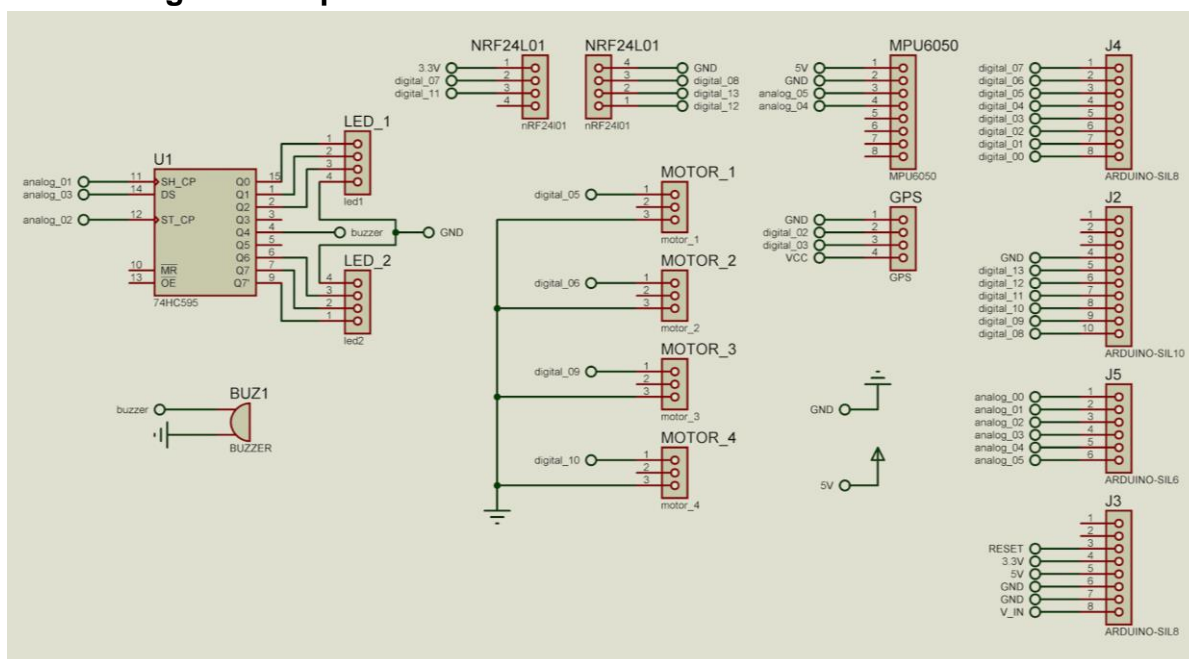 NRF24L01
3.3V 1
digital_07 2
digital_11 3
4
nRF24l01
NRF24L01
4 GND
3 digital_08
2 digital_13
1 digital_12
nRF24l01
MPU6050
5V 1
GND 2
analog_05 3
analog_04 4
5
6
7
8
MPU6050
J4
digital_07 1
digital_06 2
digital_05 3
digital_04 4
digital_03 5
digital_02 6
digital_01 7
digital_00 8
ARDUINO-SIL8
U1
analog_01 11 SH_CP
analog_03 14 DS
analog_02 12 ST_CP
10 MR
13 OE
Q0 15
Q1 1
Q2 2
Q3 3
Q4 4
Q5 5
Q6 6
Q7 7
Q7' 9
74HC595
LED_1
1
2
3
4
led1
buzzer
GND
LED_2
4
3
2
1
led2
BUZ1
buzzer
BUZZER
MOTOR_1
digital_05 1
2
3
motor_1
MOTOR_2
digital_06 1
2
3
motor_2
MOTOR_3
digital_09 1
2
3
motor_3
MOTOR_4
digital_10 1
2
3
motor_4
GPS
GND 1
digital_02 2
digital_03 3
VCC 4
GPS
GND
5V
J2
1
2
3
GND 4
digital_13 5
digital_12 6
digital_11 7
digital_10 8
digital_09 9
digital_08 10
ARDUINO-SIL10
J5
analog_00 1
analog_01 2
analog_02 3
analog_03 4
analog_04 5
analog_05 6
ARDUINO-SIL6
J3
1
2
RESET 3
3.3V 4
5V 5
GND 6
GND 7
V_IN 8
ARDUINO-SIL8